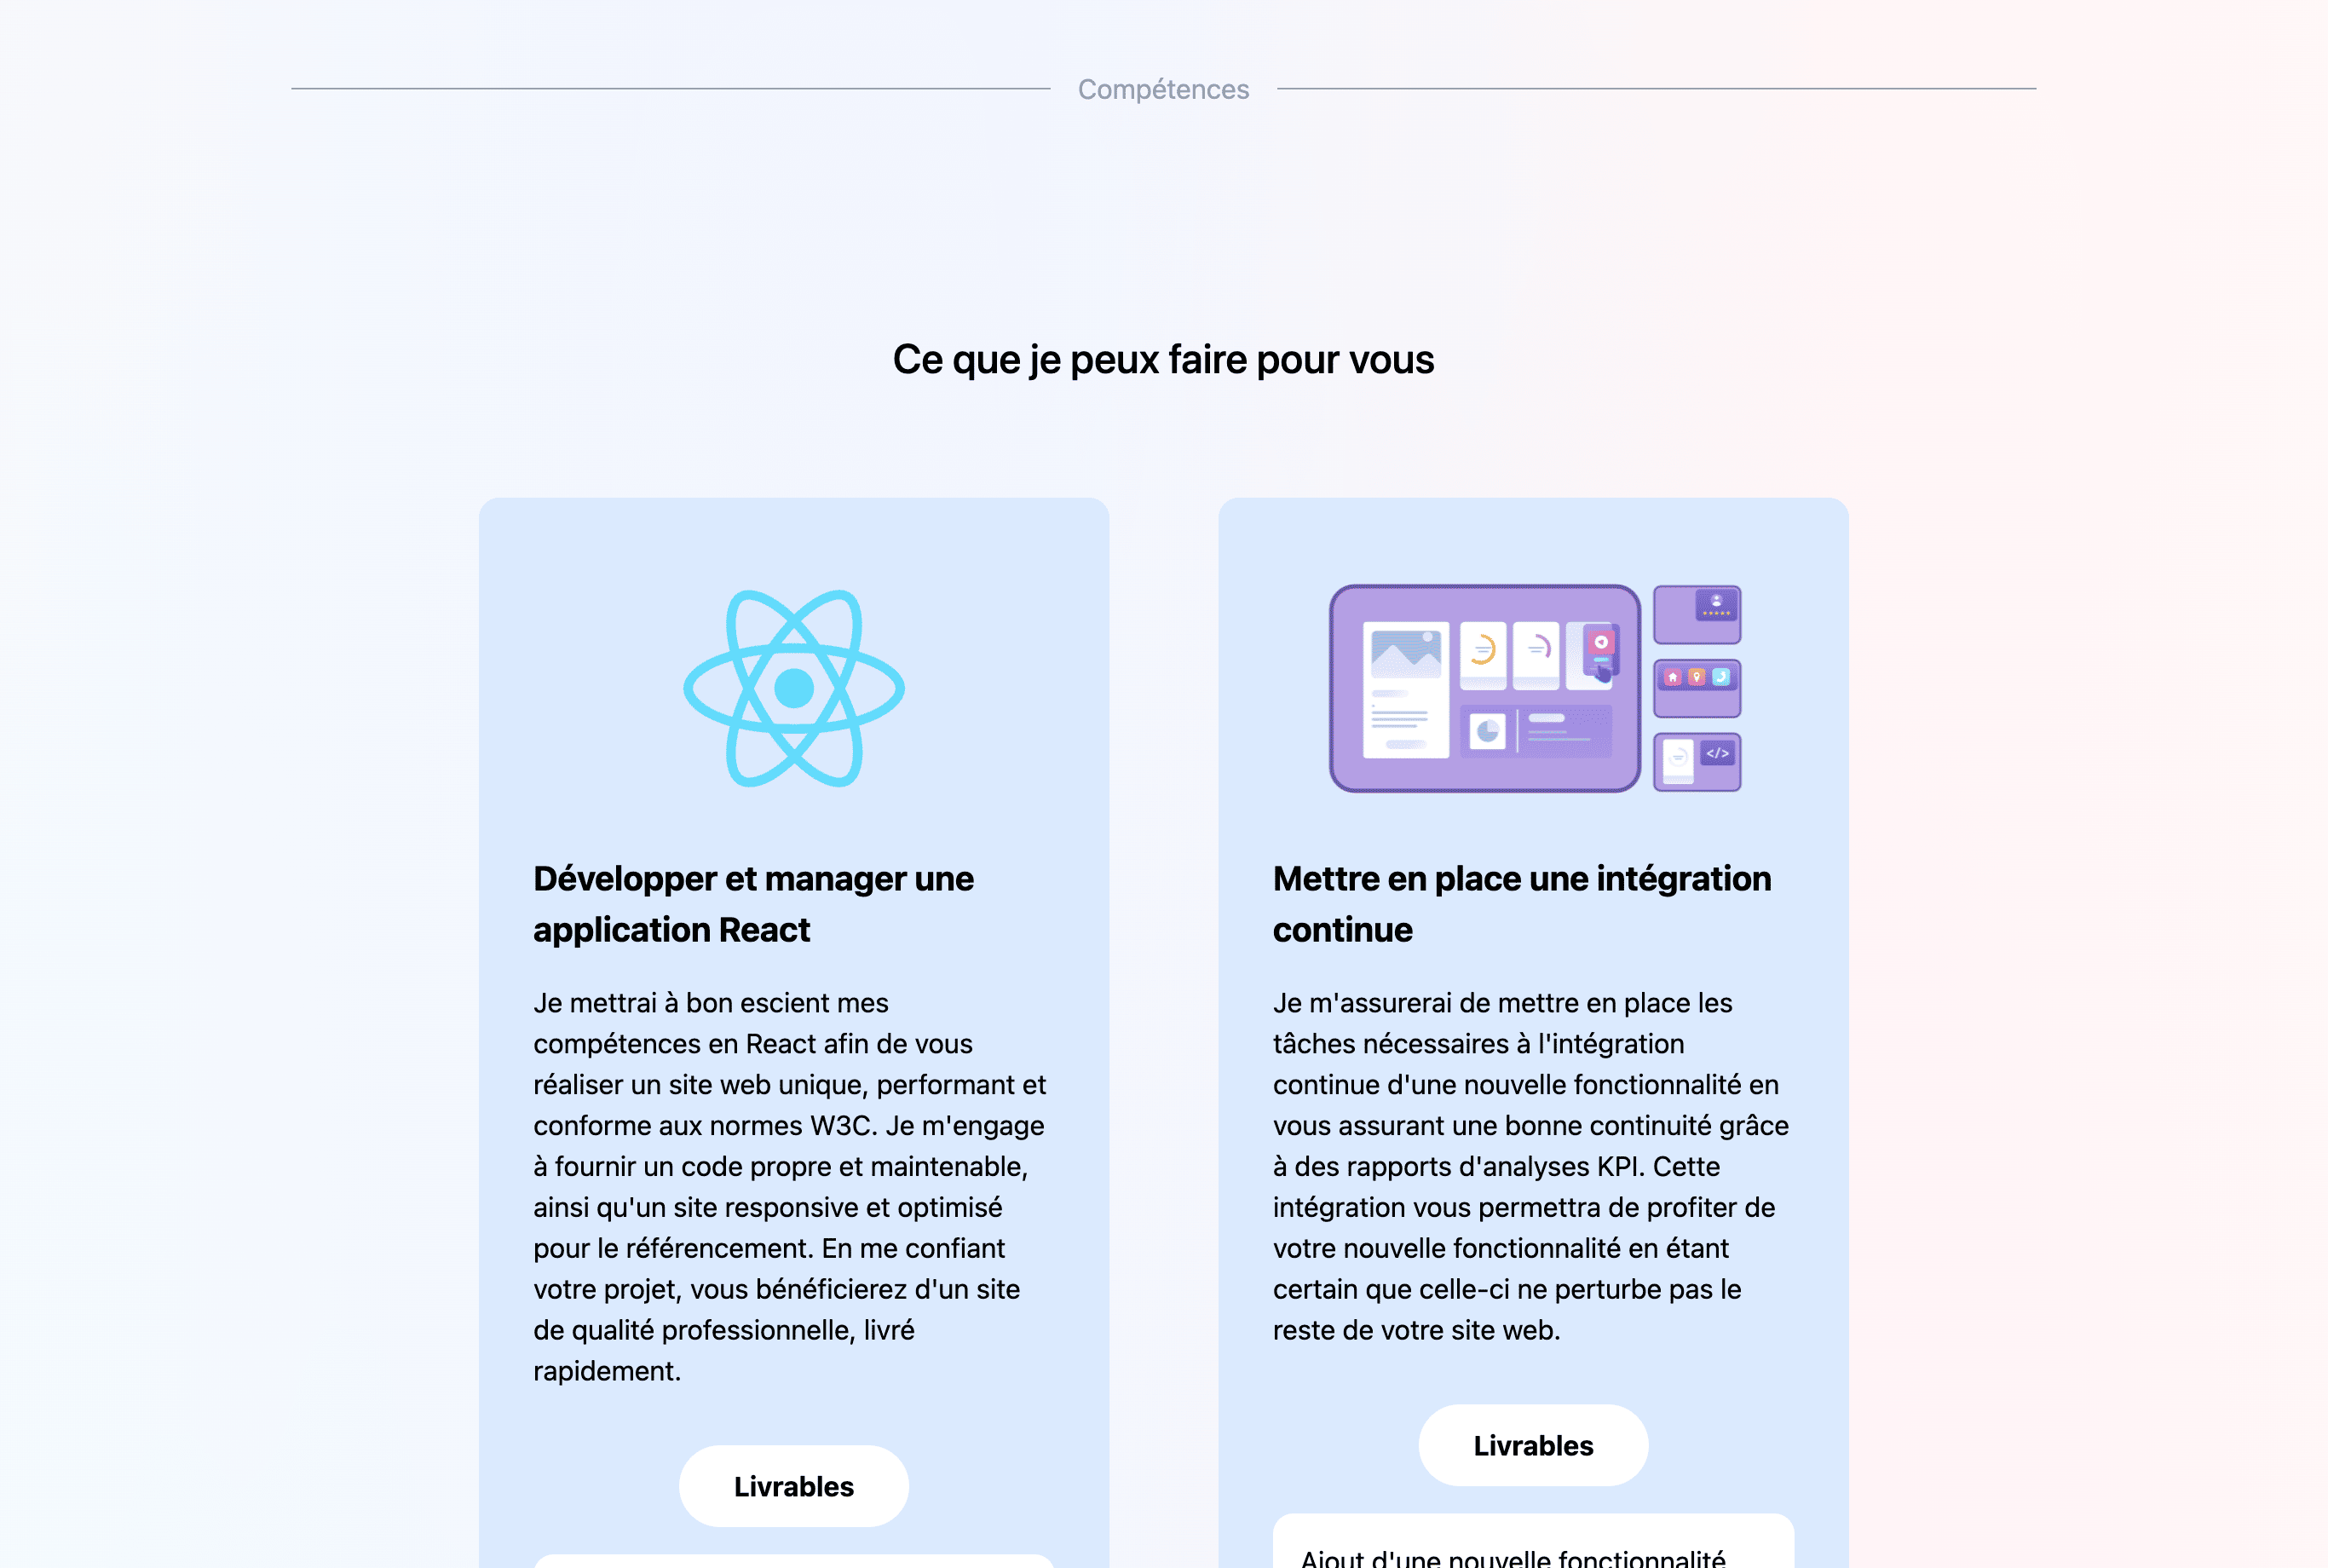 Compétences
Ce que je peux faire pour vous
Développer et manager une
application React
Je mettrai à bon escient mes
compétences en React afin de vous
réaliser un site web unique, performant et
conforme aux normes W3C. Je m'engage
à fournir un code propre et maintenable,
ainsi qu'un site responsive et optimisé
pour le référencement. En me confiant
votre projet, vous bénéficierez d'un site
de qualité professionnelle, livré
rapidement.
Livrables
</>
Mettre en place une intégration
continue
Je m'assurerai de mettre en place les
tâches nécessaires à l'intégration
continue d'une nouvelle fonctionnalité en
vous assurant une bonne continuité grâce
à des rapports d'analyses KPI. Cette
intégration vous permettra de profiter de
votre nouvelle fonctionnalité en étant
certain que celle-ci ne perturbe pas le
reste de votre site web.
Livrables
Ajout d'une nouvelle fonctionnalité